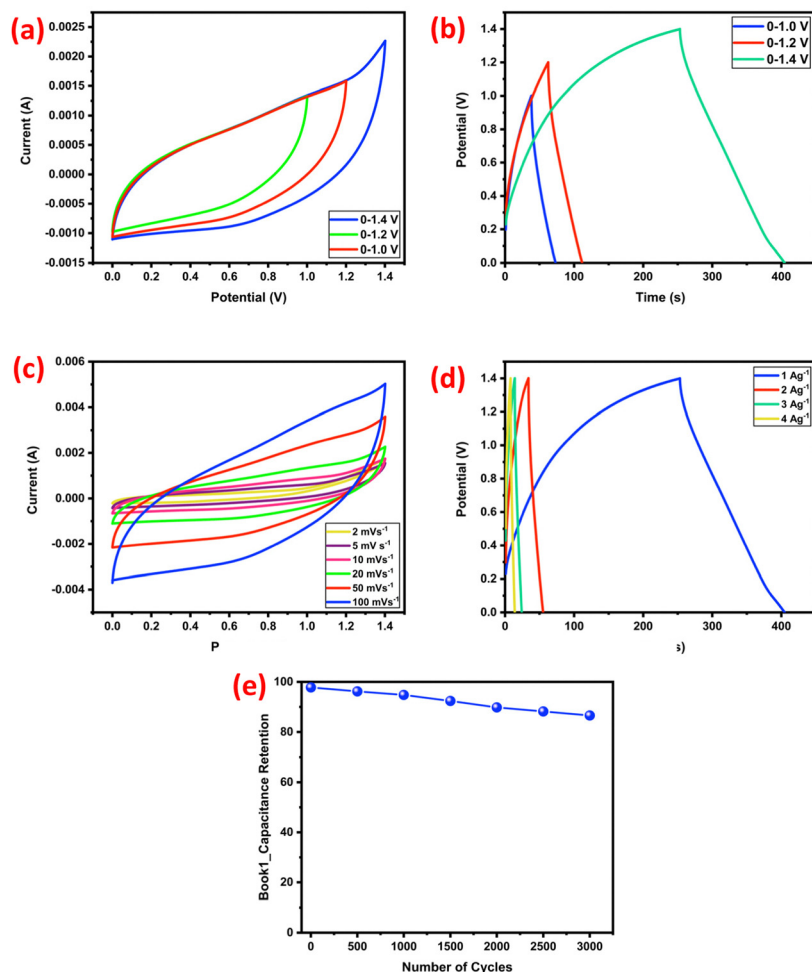 (a)
0.0025
0.0020
0.0015
0.0010
0.0005
0.0000
-0.0005
-0.0010
-0.0015
Current (A)
0-1.4 V
0-1.2 V
0-1.0 V
0.0 0.2 0.4 0.6 0.8 1.0 1.2 1.4
Potential (V)
(b)
1.4
1.2
1.0
0.8
0.6
0.4
0.2
0.0
Potential (V)
0-1.0 V
0-1.2 V
0-1.4 V
0 100 200 300 400
Time (s)
(c)
0.006
0.004
0.002
0.000
-0.002
-0.004
Current (A)
2 mVs⁻¹
5 mV s⁻¹
10 mVs⁻¹
20 mVs⁻¹
50 mVs⁻¹
100 mVs⁻¹
0.0 0.2 0.4 0.6 0.8 1.0 1.2 1.4
P
(d)
1.4
1.2
1.0
0.8
0.6
0.4
0.2
0.0
Potential (V)
1 Ag⁻¹
2 Ag⁻¹
3 Ag⁻¹
4 Ag⁻¹
0 100 200 300 400
s)
(e)
100
80
60
40
20
0
Book1_Capacitance Retention
0 500 1000 1500 2000 2500 3000
Number of Cycles